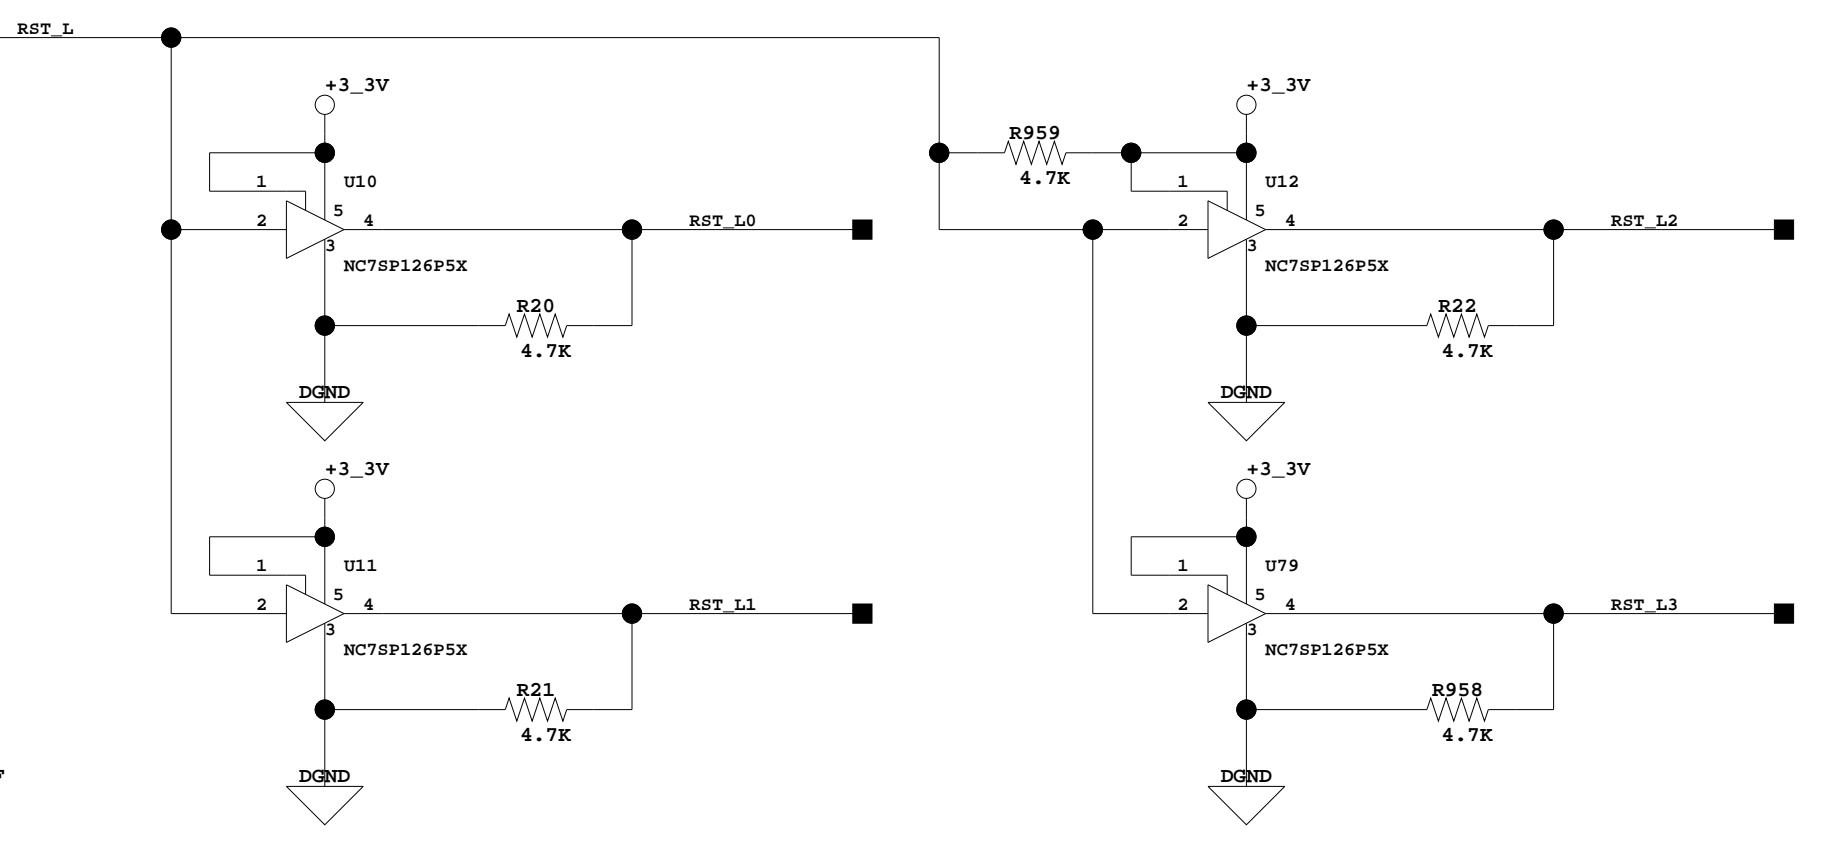 RST_L
+3_3V
1
U10
5
2
4
RST_L0
3
NC7SP126P5X
R20
4.7K
DGND
+3_3V
R959
4.7K
1
U12
5
2
4
RST_L2
3
NC7SP126P5X
R22
4.7K
DGND
+3_3V
1
U11
5
2
4
RST_L1
3
NC7SP126P5X
R21
4.7K
DGND
+3_3V
1
U79
5
2
4
RST_L3
3
NC7SP126P5X
R958
4.7K
DGND